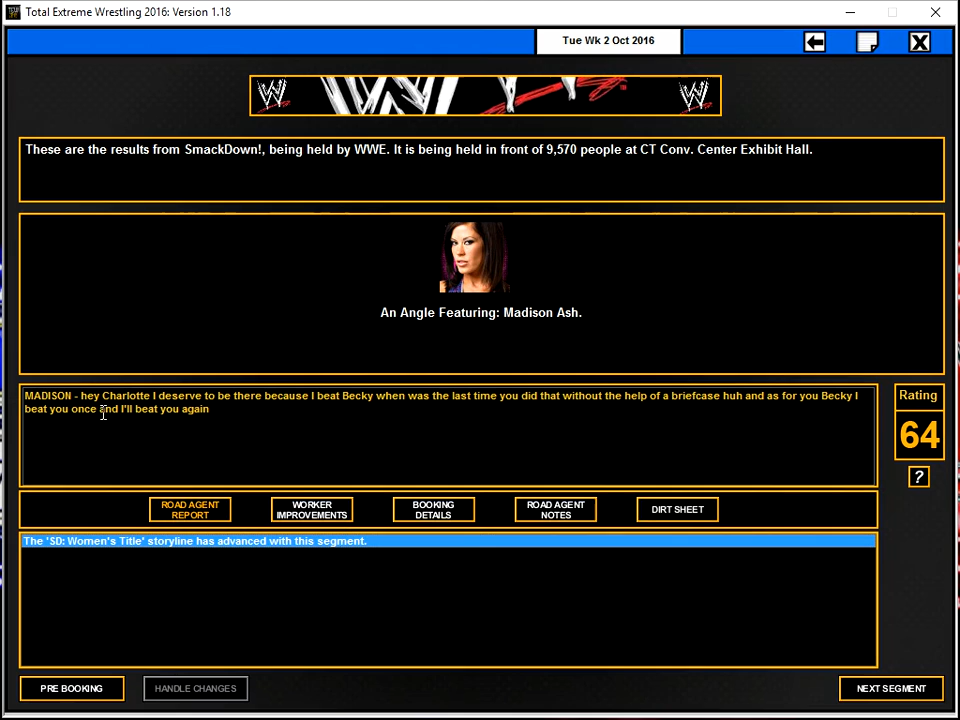 Total Extreme Wrestling 2016: Version 1.18
Tue Wk 2 Oct 2016
These are the results from SmackDown!, being held by WWE. It is being held in front of 9,570 people at CT Conv. Center Exhibit Hall.
An Angle Featuring: Madison Ash.
MADISON - hey Charlotte I deserve to be there because I beat Becky when was the last time you did that without the help of a briefcase huh and as for you Becky I
beat you once and I'll beat you again
Rating
64
?
ROAD AGENT
REPORT
WORKER
IMPROVEMENTS
BOOKING
DETAILS
ROAD AGENT
NOTES
DIRT SHEET
The 'SD: Women's Title' storyline has advanced with this segment.
PRE BOOKING
HANDLE CHANGES
NEXT SEGMENT